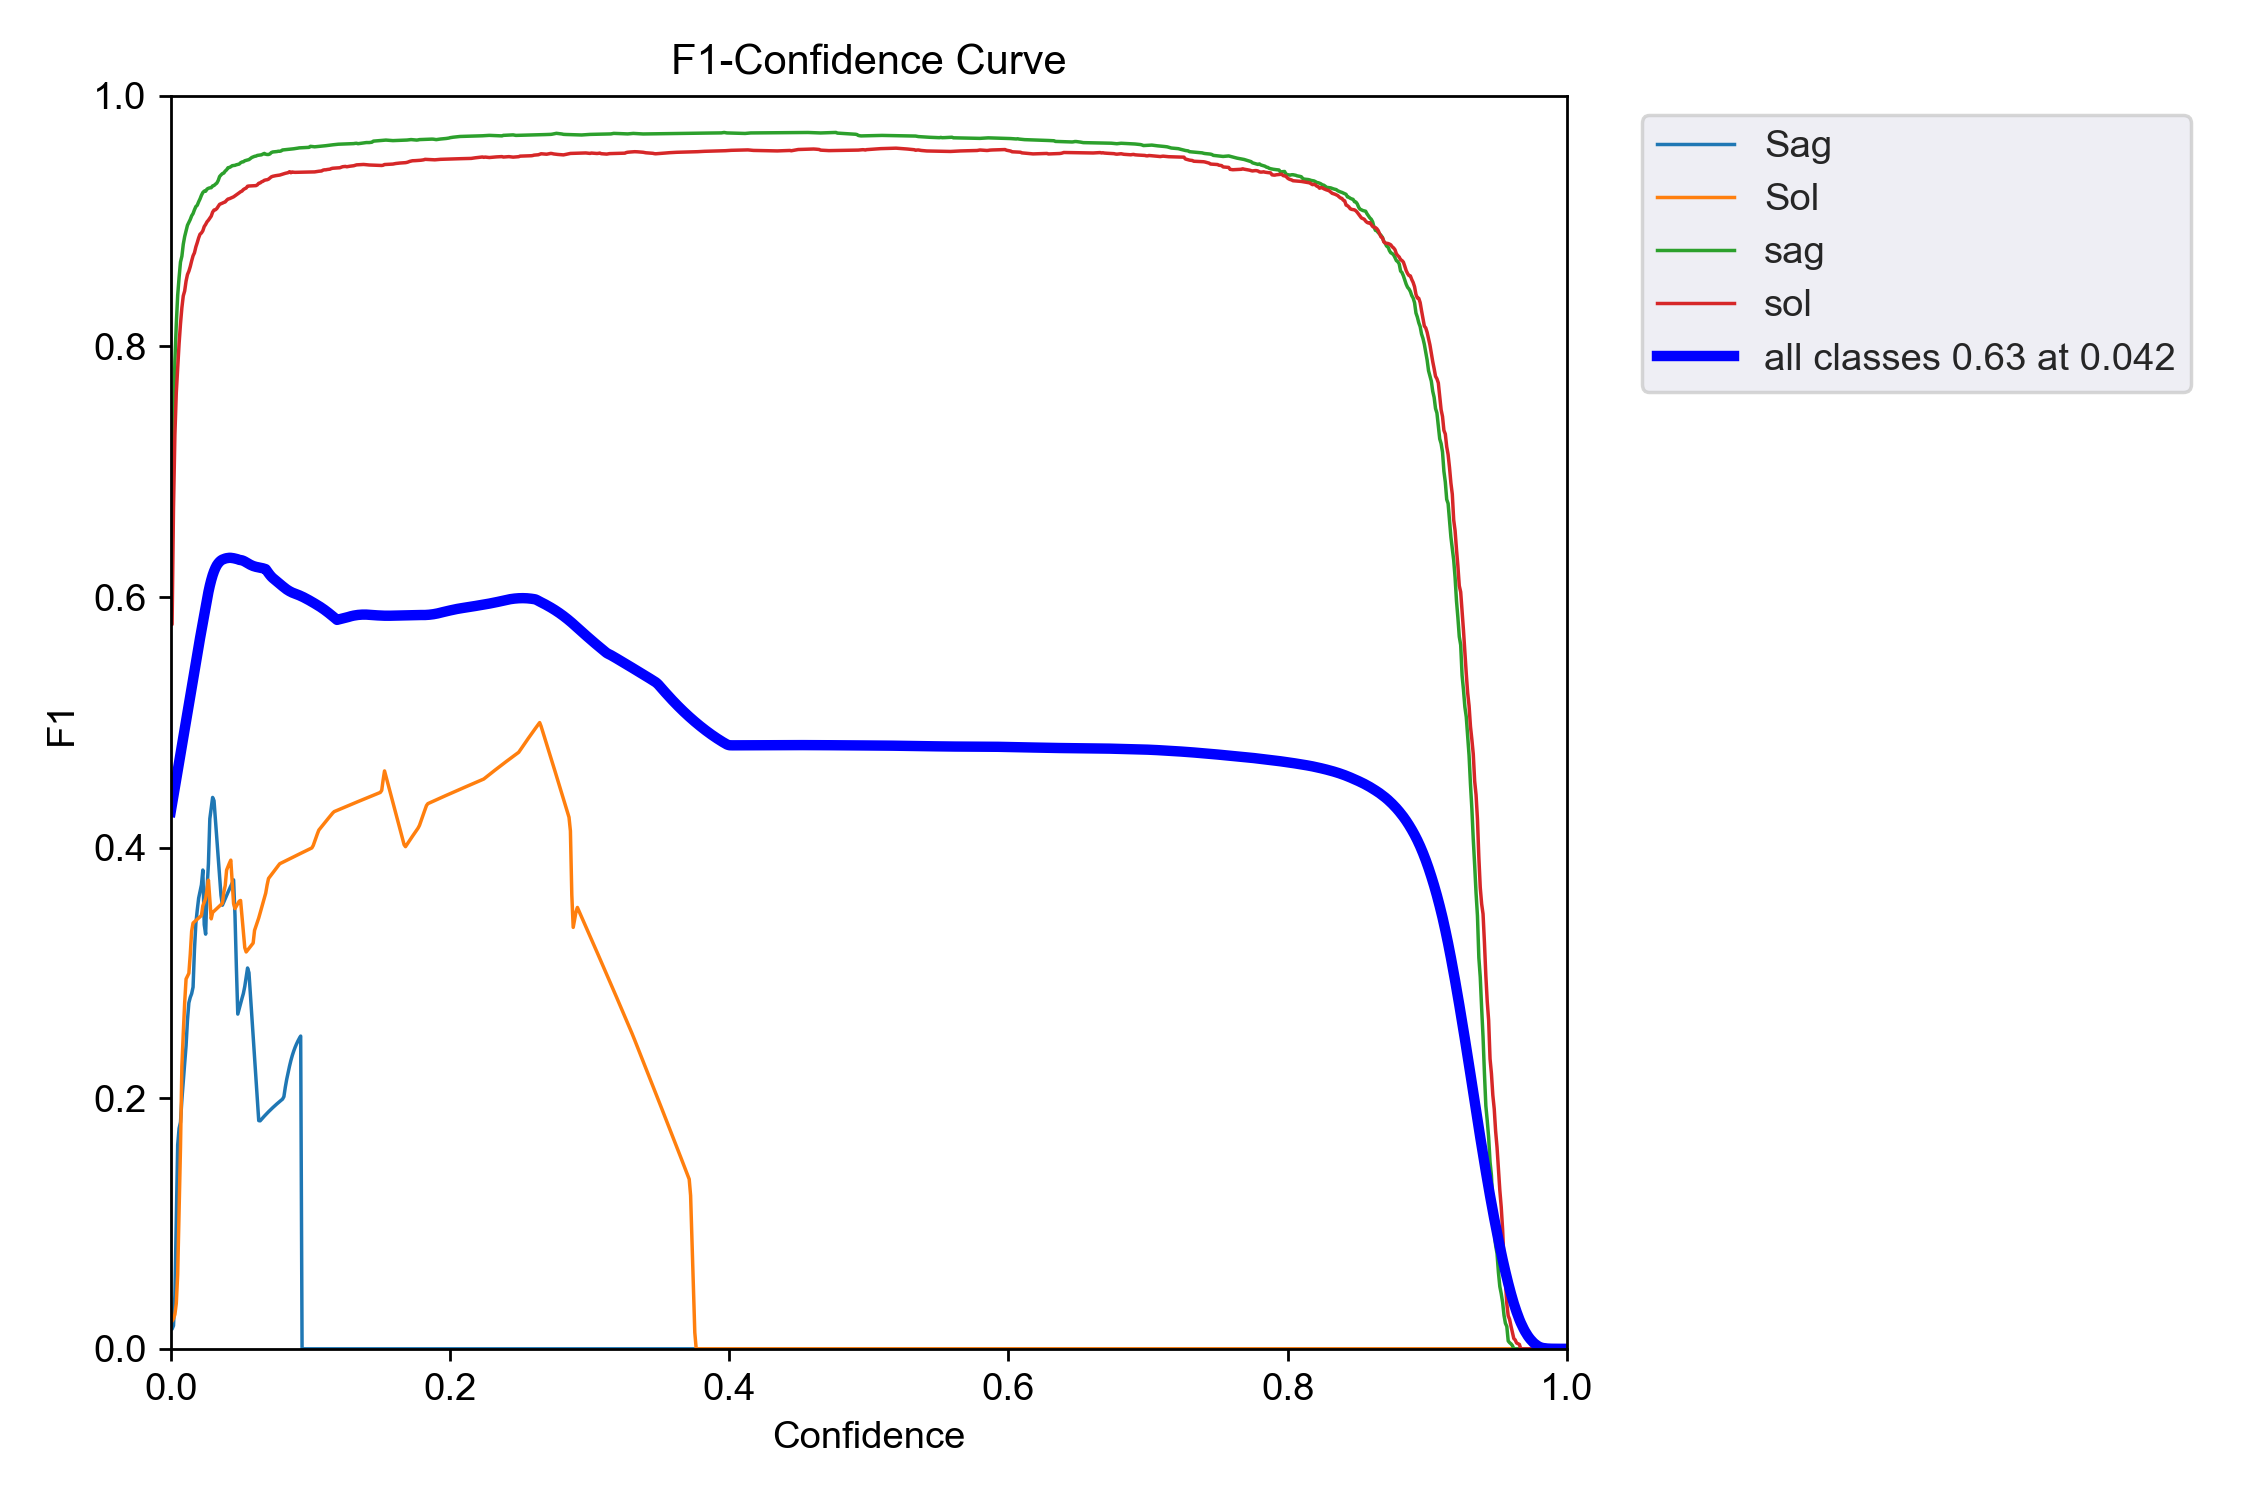 F1-Confidence Curve
1.0
0.8
0.6
0.4
0.2
0.0
F1
0.0 0.2 0.4 0.6 0.8 1.0
Confidence
Sag
Sol
sag
sol
all classes 0.63 at 0.042